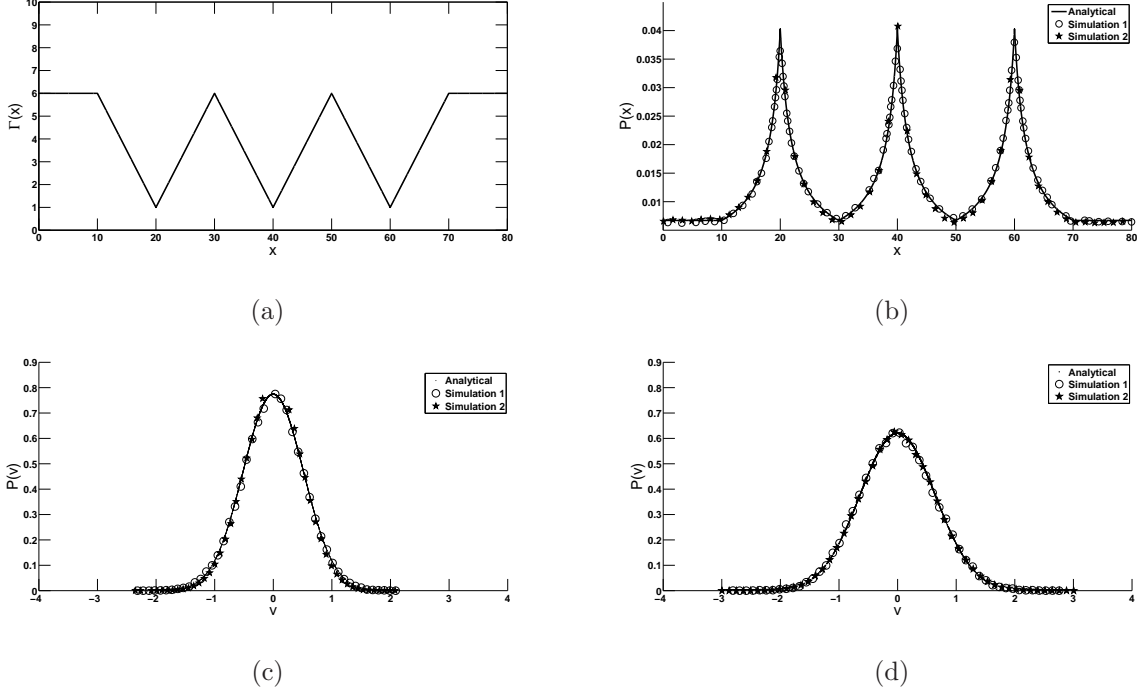 10
9
8
7
6
5
4
3
2
1
0
Γ(x)
0 10 20 30 40 50 60 70 80
x
(a)
0.04
0.035
0.03
0.025
0.02
0.015
0.01
P(x)
Analytical
Simulation 1
Simulation 2
0 10 20 30 40 50 60 70 80
x
(b)
0.9
0.8
0.7
0.6
0.5
0.4
0.3
0.2
0.1
0
P(v)
Analytical
Simulation 1
Simulation 2
−4 −3 −2 −1 0 1 2 3 4
v
(c)
0.9
0.8
0.7
0.6
0.5
0.4
0.3
0.2
0.1
0
P(v)
Analytical
Simulation 1
Simulation 2
−4 −3 −2 −1 0 1 2 3 4
v
(d)